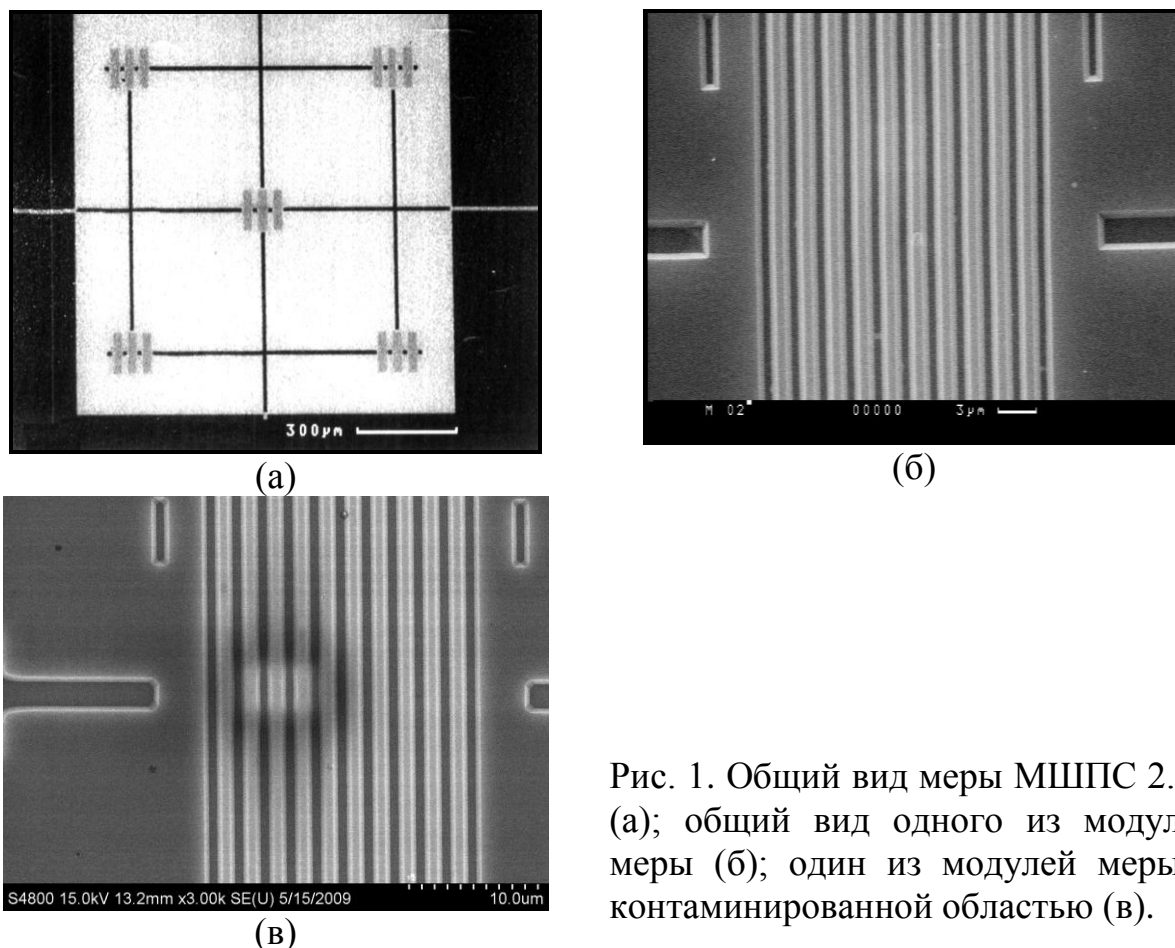 300µm
(а)
M 02 00000 3µm
(б)
S4800 15.0kV 13.2mm x3.00k SE(U) 5/15/2009 10.0um
(в)
Рис. 1. Общий вид меры МШПС 2.
(а); общий вид одного из модул
меры (б); один из модулей меры
контаминированной областью (в).